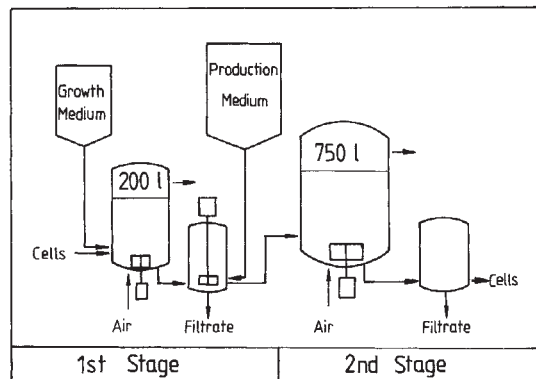 Growth
Medium
Production
Medium
200 l
750 l
Cells
Air
Filtrate
Air
Filtrate
Cells
1st Stage
2nd Stage